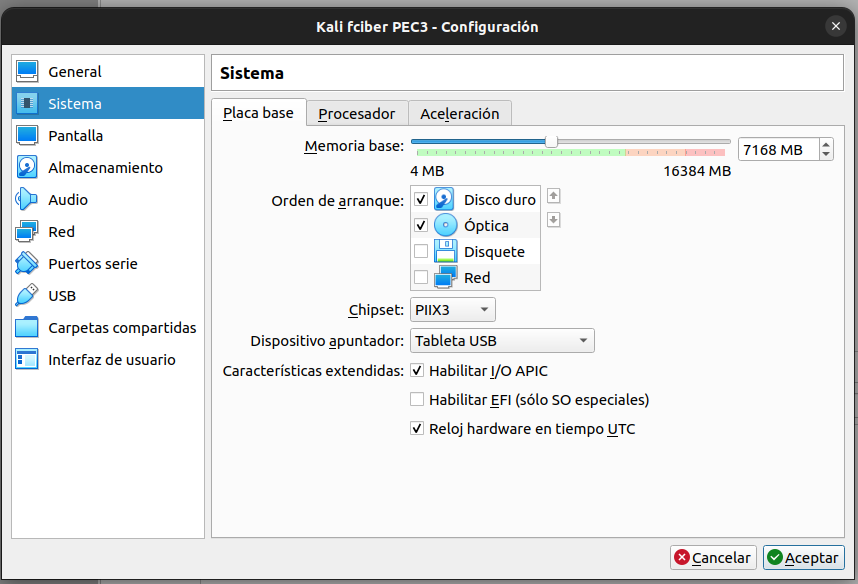 Kali fciber PEC3 - Configuración
General
Sistema
Pantalla
Almacenamiento
Audio
Red
Puertos serie
USB
Carpetas compartidas
Interfaz de usuario
Sistema
Placa base
Procesador
Aceleración
Memoria base:
7168 MB
4 MB
16384 MB
Orden de arranque:
Disco duro
Óptica
Disquete
Red
Chipset:
PIIX3
Dispositivo apuntador:
Tableta USB
Características extendidas:
Habilitar I/O APIC
Habilitar EFI (sólo SO especiales)
Reloj hardware en tiempo UTC
Cancelar
Aceptar